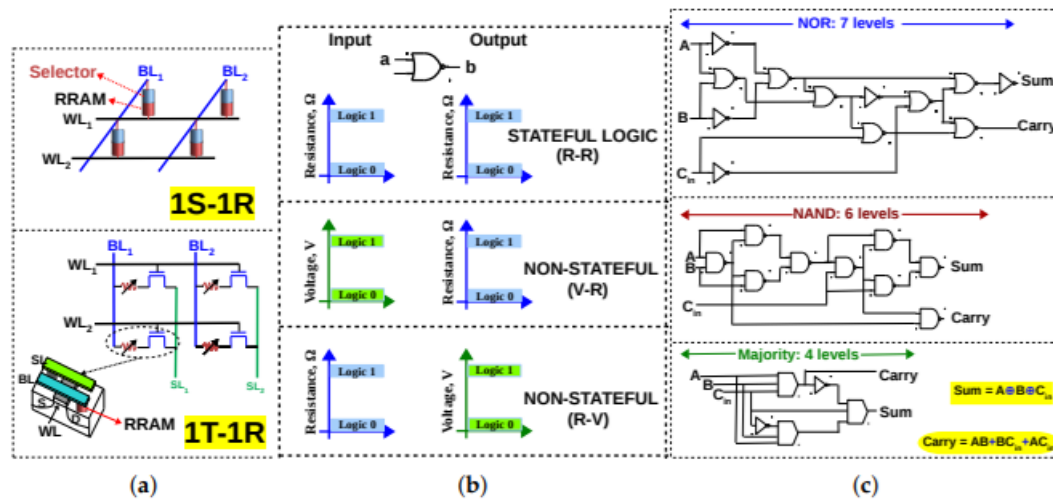 Selector
BL1
BL2
RRAM
WL1
WL2
1S-1R
BL1
BL2
WL1
WL2
SL
BL
S
D
WL
SL1
SL2
RRAM
1T-1R
(a)
Input
Output
a
b
Resistance, Ω
Logic 1
Logic 0
Resistance, Ω
Logic 1
Logic 0
STATEFUL LOGIC
(R-R)
Voltage, V
Logic 1
Logic 0
Resistance, Ω
Logic 1
Logic 0
NON-STATEFUL
(V-R)
Resistance, Ω
Logic 1
Logic 0
Voltage, V
Logic 1
Logic 0
NON-STATEFUL
(R-V)
(b)
NOR: 7 levels
A
B
Cin
Sum
Carry
NAND: 6 levels
A
B
Cin
Sum
Carry
Majority: 4 levels
A
B
Cin
Carry
Sum
Sum = A⊕B⊕Cin
Carry = AB+BCin+ACin
(c)